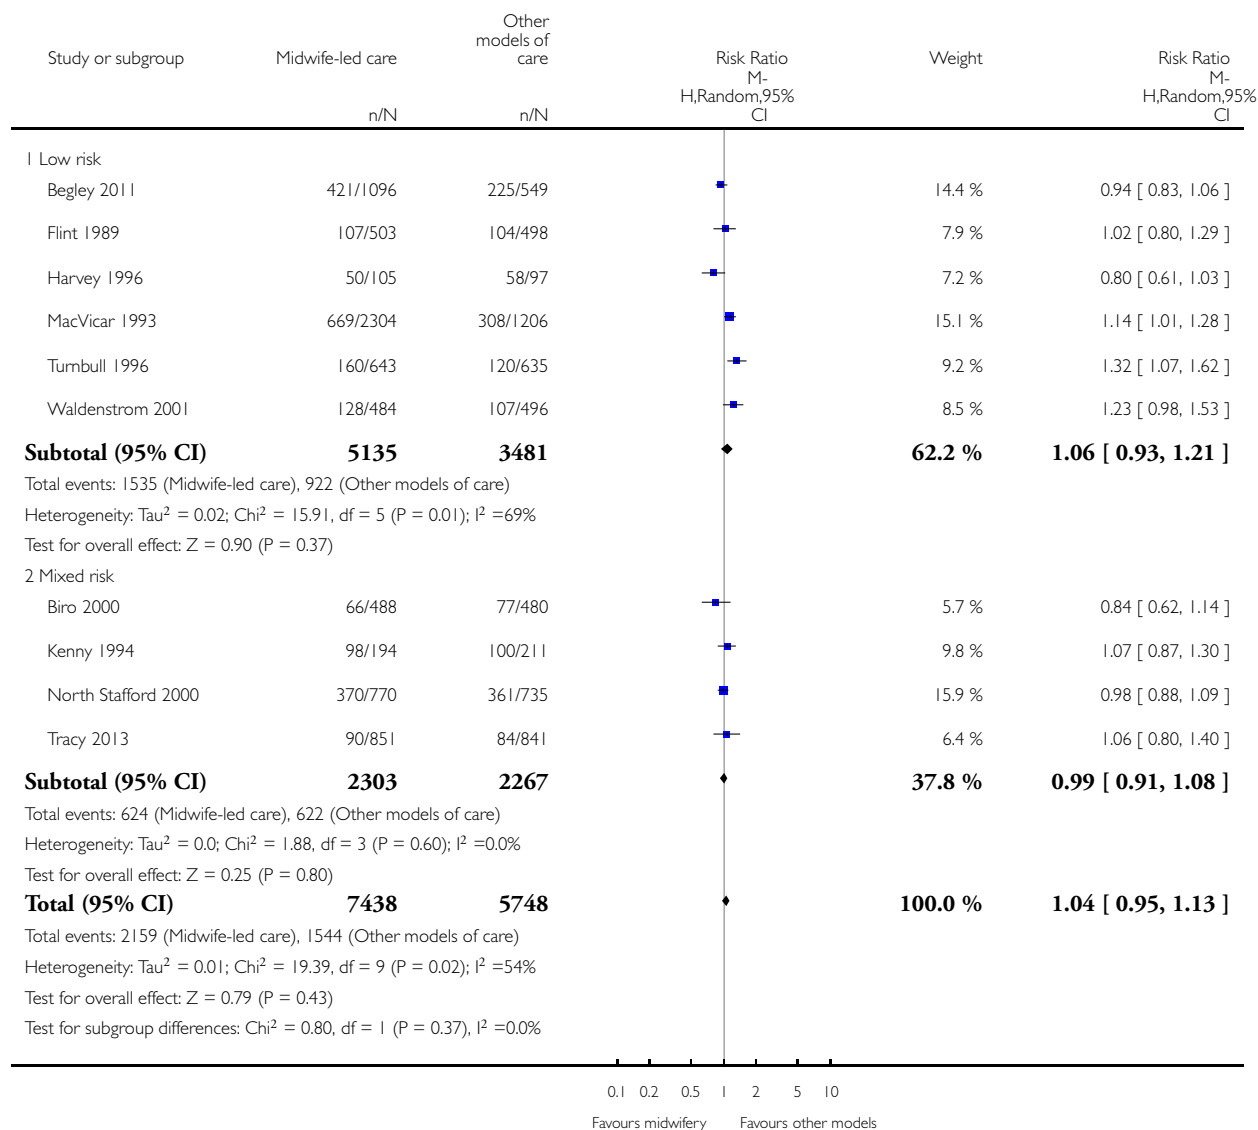 Study or subgroup Midwife-led care Other models of care Risk Ratio Weight Risk Ratio
n/N n/N M-H,Random,95% CI M-H,Random,95% CI
1 Low risk
Begley 2011 421/1096 225/549 14.4 % 0.94 [ 0.83, 1.06 ]
Flint 1989 107/503 104/498 7.9 % 1.02 [ 0.80, 1.29 ]
Harvey 1996 50/105 58/97 7.2 % 0.80 [ 0.61, 1.03 ]
MacVicar 1993 669/2304 308/1206 15.1 % 1.14 [ 1.01, 1.28 ]
Turnbull 1996 160/643 120/635 9.2 % 1.32 [ 1.07, 1.62 ]
Waldenstrom 2001 128/484 107/496 8.5 % 1.23 [ 0.98, 1.53 ]
Subtotal (95% CI) 5135 3481 62.2 % 1.06 [ 0.93, 1.21 ]
Total events: 1535 (Midwife-led care), 922 (Other models of care)
Heterogeneity: Tau² = 0.02; Chi² = 15.91, df = 5 (P = 0.01); I² =69%
Test for overall effect: Z = 0.90 (P = 0.37)
2 Mixed risk
Biro 2000 66/488 77/480 5.7 % 0.84 [ 0.62, 1.14 ]
Kenny 1994 98/194 100/211 9.8 % 1.07 [ 0.87, 1.30 ]
North Stafford 2000 370/770 361/735 15.9 % 0.98 [ 0.88, 1.09 ]
Tracy 2013 90/851 84/841 6.4 % 1.06 [ 0.80, 1.40 ]
Subtotal (95% CI) 2303 2267 37.8 % 0.99 [ 0.91, 1.08 ]
Total events: 624 (Midwife-led care), 622 (Other models of care)
Heterogeneity: Tau² = 0.0; Chi² = 1.88, df = 3 (P = 0.60); I² =0.0%
Test for overall effect: Z = 0.25 (P = 0.80)
Total (95% CI) 7438 5748 100.0 % 1.04 [ 0.95, 1.13 ]
Total events: 2159 (Midwife-led care), 1544 (Other models of care)
Heterogeneity: Tau² = 0.01; Chi² = 19.39, df = 9 (P = 0.02); I² =54%
Test for overall effect: Z = 0.79 (P = 0.43)
Test for subgroup differences: Chi² = 0.80, df = 1 (P = 0.37), I² =0.0%
0.1 0.2 0.5 1 2 5 10
Favours midwifery Favours other models